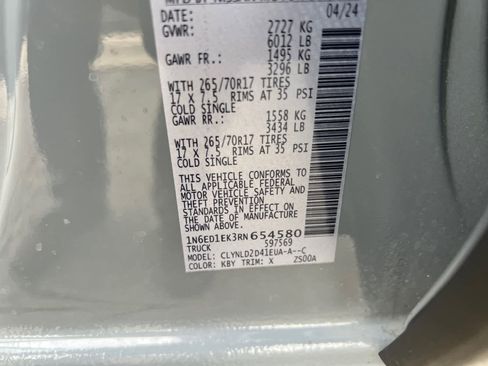 DATE: 04/24
GVWR: 2727 KG
6012 LB
GAWR FR.: 1495 KG
3296 LB
WITH 265/70R17 TIRES
17 X 7.5 RIMS AT 35 PSI
COLD SINGLE
GAWR RR.: 1558 KG
3434 LB
WITH 265/70R17 TIRES
17 X 7.5 RIMS AT 35 PSI
COLD SINGLE
THIS VEHICLE CONFORMS TO
ALL APPLICABLE FEDERAL
MOTOR VEHICLE SAFETY AND
THEFT PREVENTION
STANDARDS IN EFFECT ON
THE DATE OF MANUFACTURE
SHOWN ABOVE.
1N6ED1EK3RN654580
TRUCK 597569
MODEL: CLYNLD2D41EUA-A--C
COLOR: KBY TRIM: X ZS00A